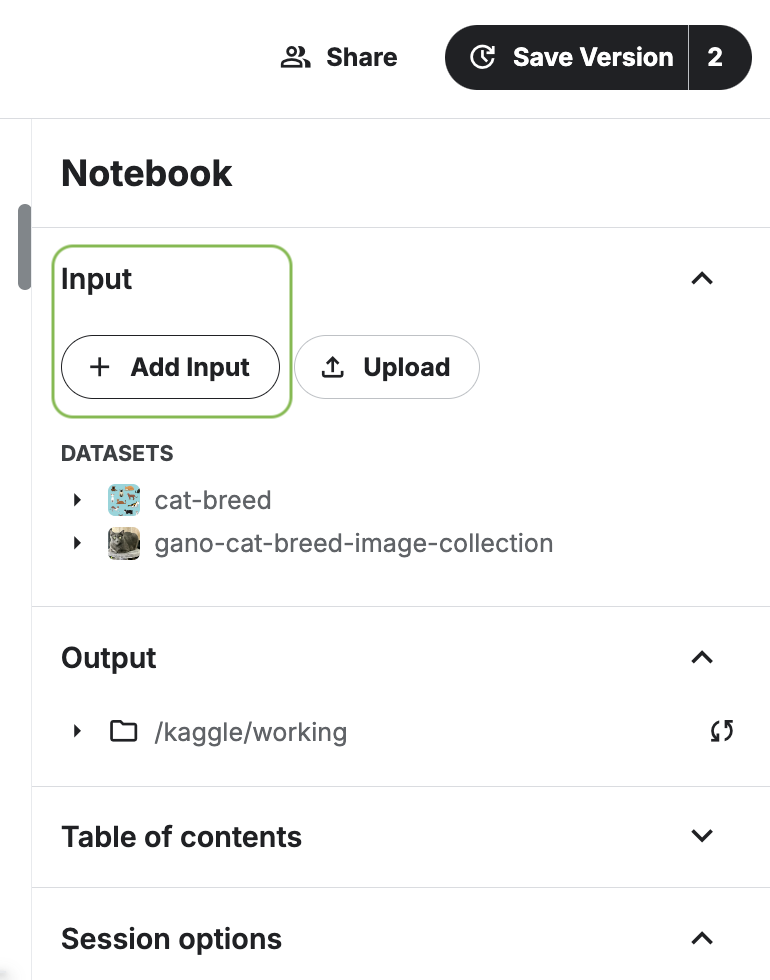 Share
Save Version 2
Notebook
Input
Add Input
Upload
DATASETS
cat-breed
gano-cat-breed-image-collection
Output
/kaggle/working
Table of contents
Session options